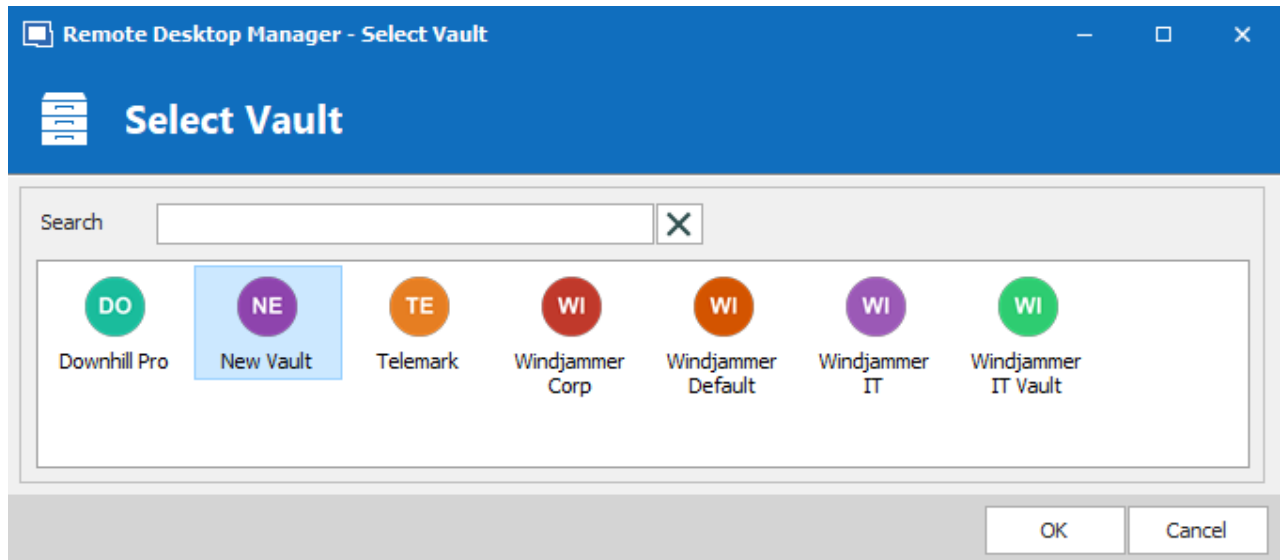 Remote Desktop Manager - Select Vault
Select Vault
Search
DO
NE
TE
WI
WI
WI
WI
Downhill Pro
New Vault
Telemark
Windjammer
Corp
Windjammer
Default
Windjammer
IT
Windjammer
IT Vault
OK
Cancel